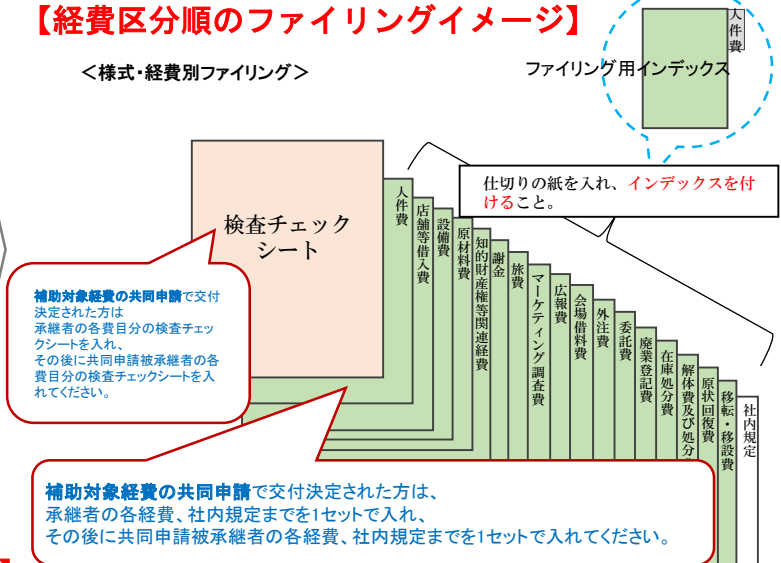 【経費区分順のファイリングイメージ】
＜様式・経費別ファイリング＞
ファイリング用インデックス
人件費
仕切りの紙を入れ、インデックスを付
けること。
検査チェック
シート
人件費
店舗等借入費
設備費
原材料費
知的財産権等関連経費
謝金
旅費
マーケティング調査費
広報費
会場借料費
外注費
委託費
廃業登記費
在庫処分費
解体費及び処分
原状回復費
移転・移設費
社内規定
補助対象経費の共同申請で交付
決定された方は
承継者の各費目分の検査チェッ
クシートを入れ、
その後に共同申請被承継者の各
費目分の検査チェックシートを入
れてください。
補助対象経費の共同申請で交付決定された方は、
承継者の各経費、社内規定までを1セットで入れ、
その後に共同申請被承継者の各経費、社内規定までを1セットで入れてください。